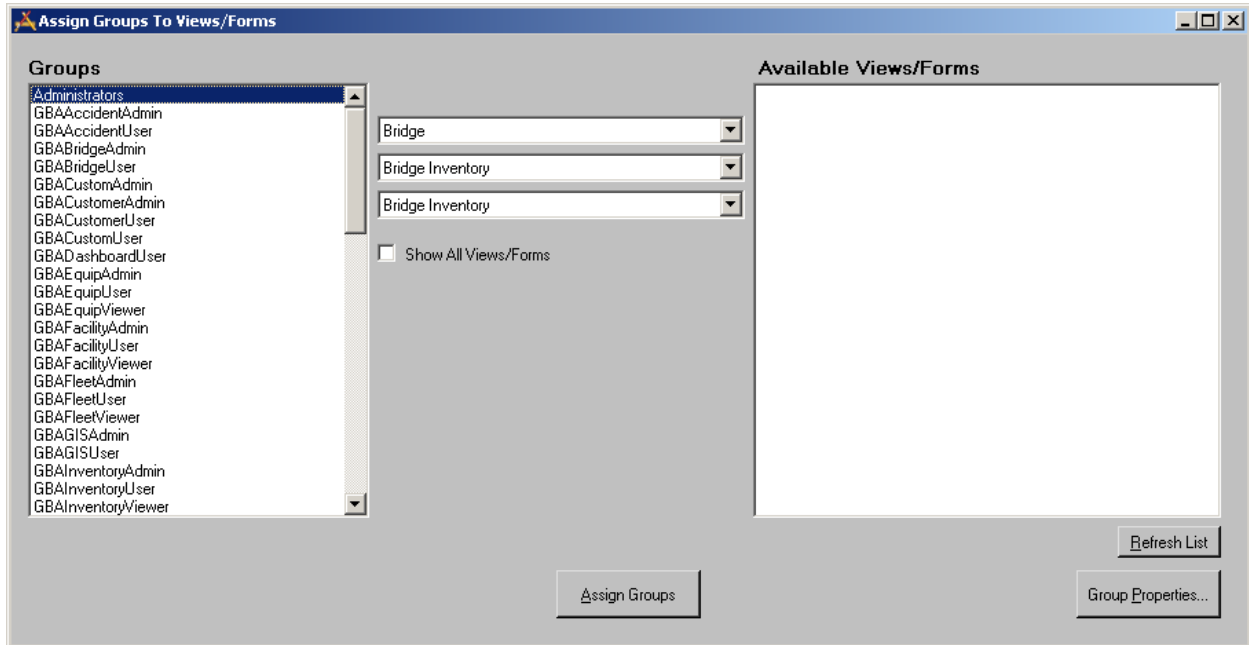 Assign Groups To Views/Forms
Groups
Administrators
GBAAccidentAdmin
GBAAccidentUser
GBABridgeAdmin
GBABridgeUser
GBACustomAdmin
GBACustomerAdmin
GBACustomerUser
GBACustomUser
GBADashboardUser
GBAEquipAdmin
GBAEquipUser
GBAEquipViewer
GBAFacilityAdmin
GBAFacilityUser
GBAFacilityViewer
GBAFleetAdmin
GBAFleetUser
GBAFleetViewer
GBAGISAdmin
GBAGISUser
GBAInventoryAdmin
GBAInventoryUser
GBAInventoryViewer
Bridge
Bridge Inventory
Bridge Inventory
Show All Views/Forms
Available Views/Forms
Refresh List
Assign Groups
Group Properties...